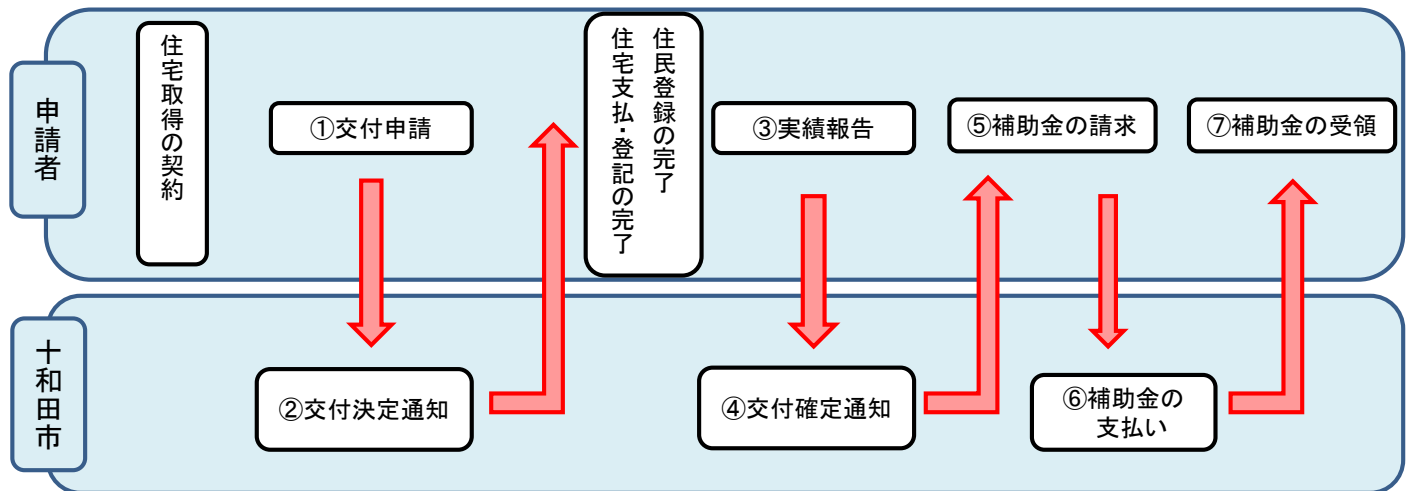 申請者
住宅取得の契約
①交付申請
住民登録の完了
住宅支払・登記の完了
③実績報告
⑤補助金の請求
⑦補助金の受領
十和田市
②交付決定通知
④交付確定通知
⑥補助金の
支払い